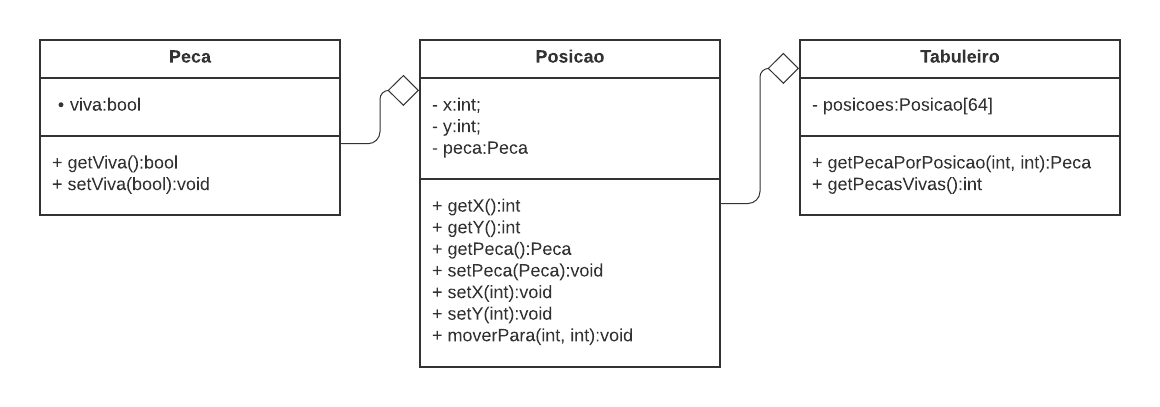 Peca
• viva:bool
+ getViva():bool
+ setViva(bool):void
Posicao
- x:int;
- y:int;
- peca:Peca
+ getX():int
+ getY():int
+ getPeca():Peca
+ setPeca(Peca):void
+ setX(int):void
+ setY(int):void
+ moverPara(int, int):void
Tabuleiro
- posicoes:Posicao[64]
+ getPecaPorPosicao(int, int):Peca
+ getPecasVivas():int